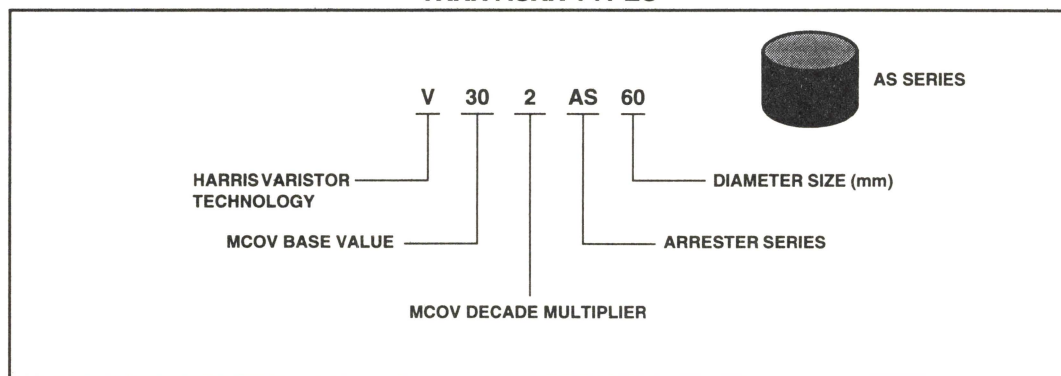 V 30 2 AS 60
AS SERIES
HARRIS VARISTOR
TECHNOLOGY
DIAMETER SIZE (mm)
MCOV BASE VALUE
ARRESTER SERIES
MCOV DECADE MULTIPLIER